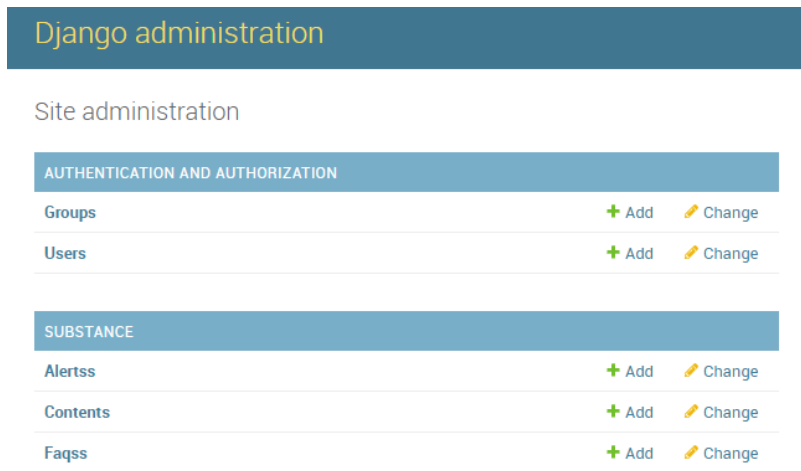 Django administration
Site administration
AUTHENTICATION AND AUTHORIZATION
Groups Add Change
Users Add Change
SUBSTANCE
Alertss Add Change
Contents Add Change
Faqss Add Change